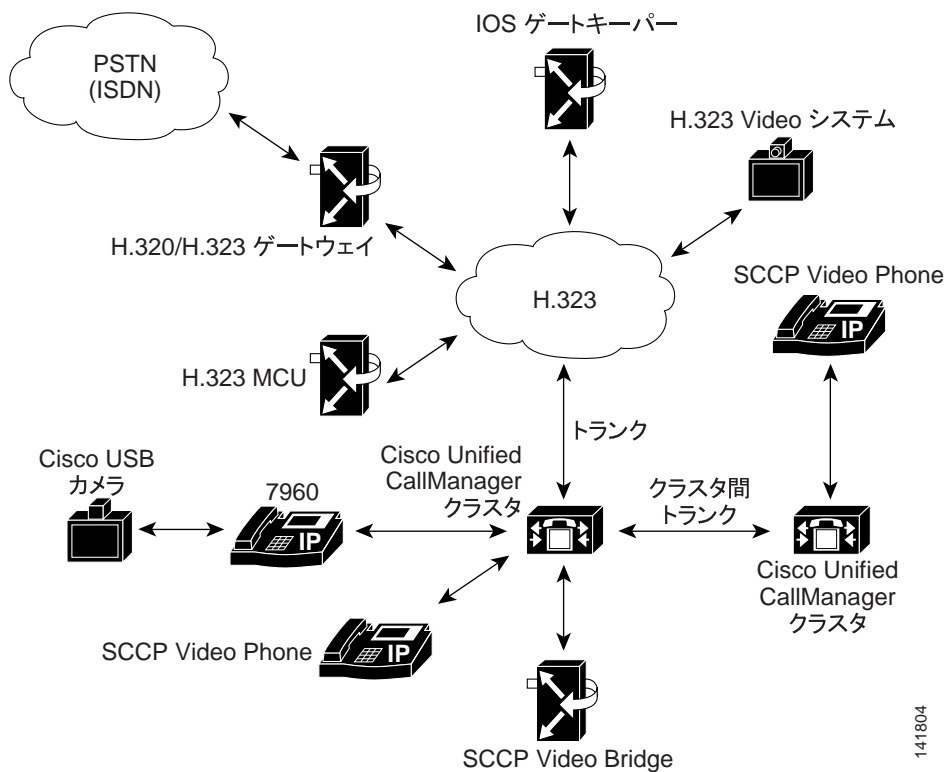 IOS ゲートキーパー
PSTN
(ISDN)
H.323 Video システム
H.320/H.323 ゲートウェイ
SCCP Video Phone
H.323
IP
H.323 MCU
トランク
Cisco USB
カメラ
7960
Cisco Unified
CallManager
クラスタ
クラスタ間
トランク
IP
Cisco Unified
CallManager
クラスタ
SCCP Video Phone
IP
SCCP Video Bridge
141804